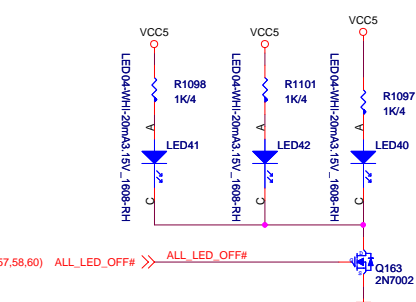 VCC5
VCC5
VCC5
LED04-WHI-20mA3.15V_1608-RH
R1098
1K/4
LED04-WHI-20mA3.15V_1608-RH
R1101
1K/4
LED04-WHI-20mA3.15V_1608-RH
R1097
1K/4
A
LED41
A
LED42
A
LED40
C
C
C
57,58,60)
ALL_LED_OFF#
ALL_LED_OFF#
Q163
2N7002